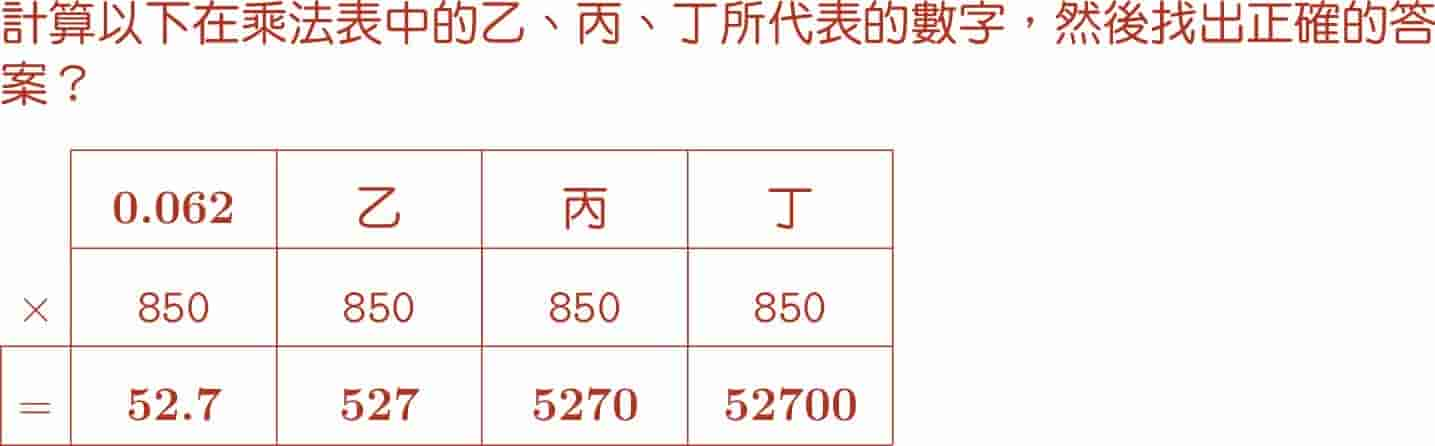 計算以下在乘法表中的乙、丙、丁所代表的數字，然後找出正確的答
案？
0.062 乙 丙 丁
× 850 850 850 850
= 52.7 527 5270 52700